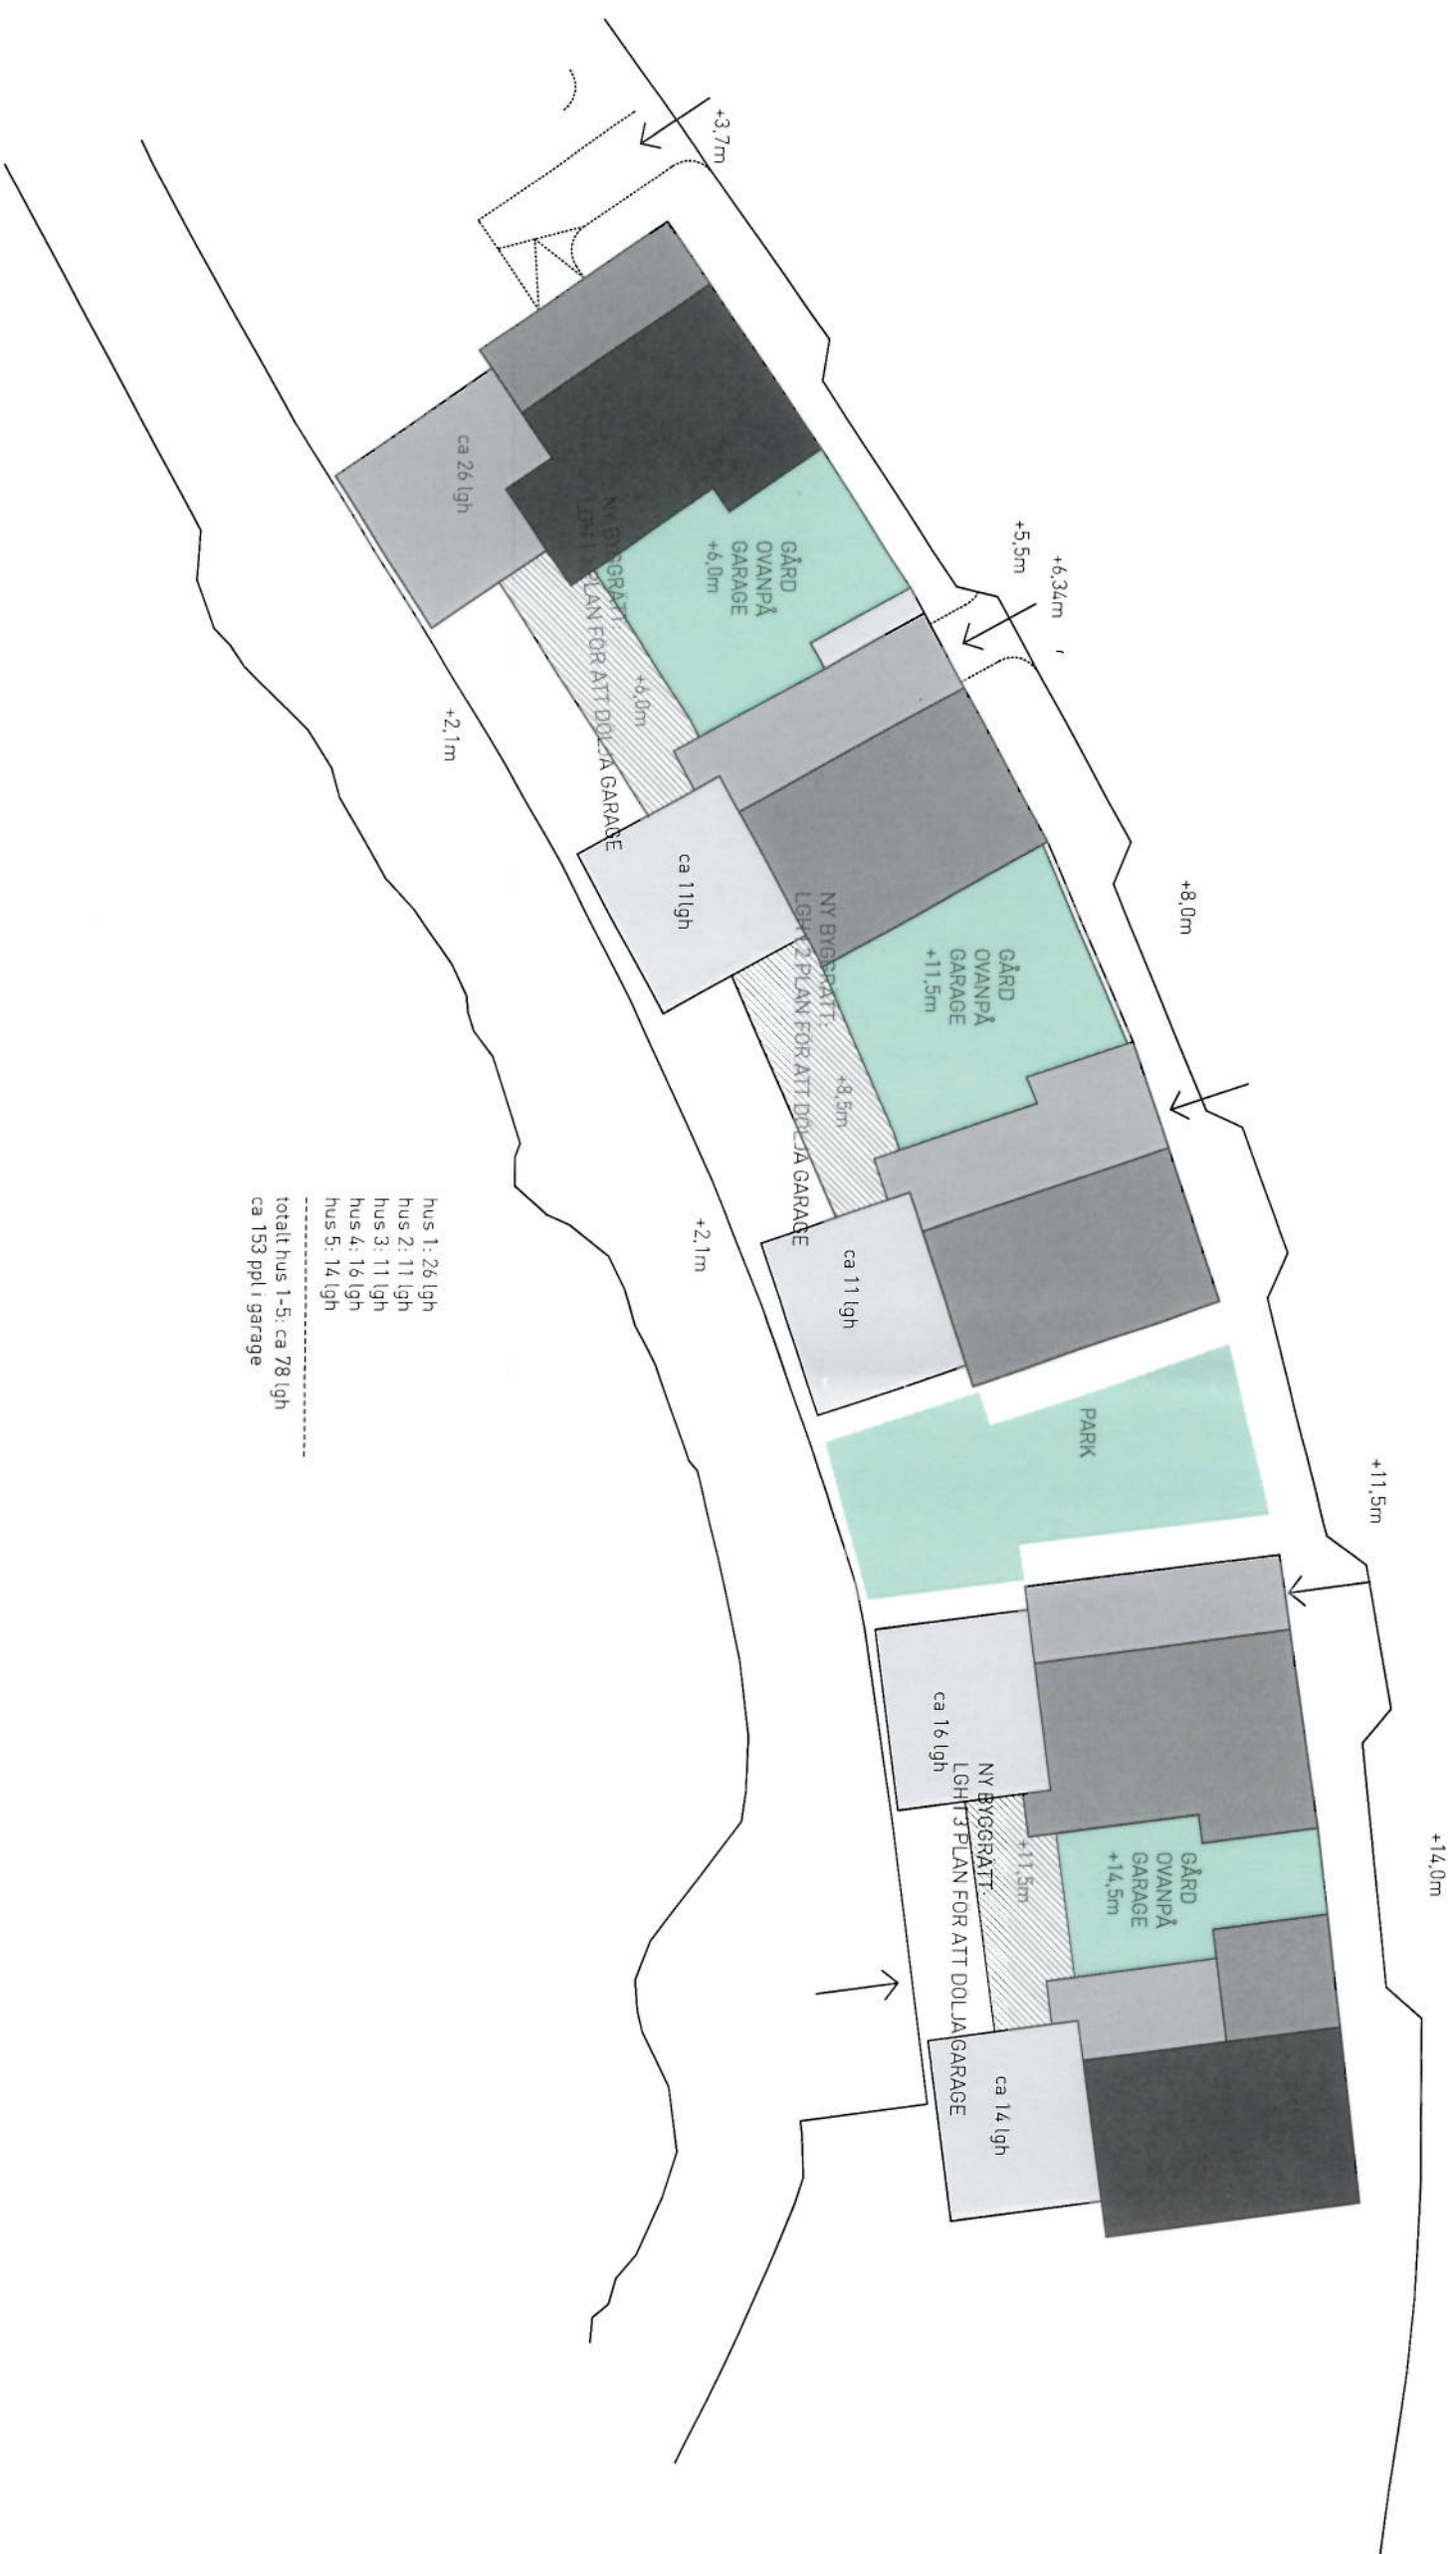 +3,7m
+5,5m
+6,34m
+8,0m
+11,5m
+14,0m
GÅRD
OVANPÅ
GARAGE
+6,0m
NY BYGGRÄTT:
LGH I 1 PLAN FÖR ATT DÖLJA GARAGE
+6,0m
ca 26 lgh
+2,1m
ca 11lgh
GÅRD
OVANPÅ
GARAGE
+11,5m
NY BYGGRÄTT:
LGH I 2 PLAN FÖR ATT DÖLJA GARAGE
+8,5m
ca 11 lgh
+2,1m
PARK
ca 16 lgh
GÅRD
OVANPÅ
GARAGE
+14,5m
NY BYGGRÄTT:
LGH I 3 PLAN FÖR ATT DÖLJA GARAGE
+11,5m
ca 14 lgh
hus 1: 26 lgh
hus 2: 11 lgh
hus 3: 11 lgh
hus 4: 16 lgh
hus 5: 14 lgh
totalt hus 1-5: ca 78 lgh
ca 153 ppl i garage